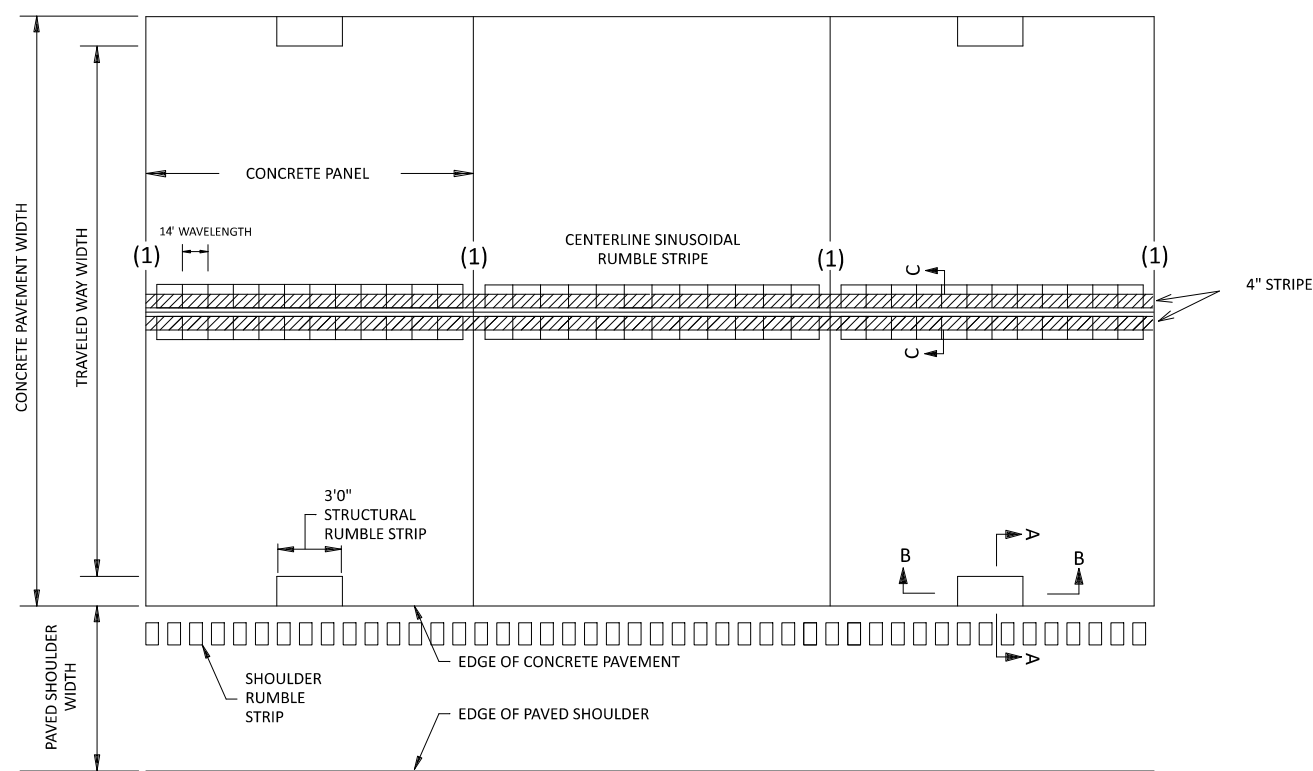 CONCRETE PAVEMENT WIDTH
TRAVELED WAY WIDTH
CONCRETE PANEL
14' WAVELENGTH
CENTERLINE SINUSOIDAL
RUMBLE STRIPE
(1)
(1)
(1)
(1)
C
4" STRIPE
C
3'0"
STRUCTURAL
RUMBLE STRIP
A
B
B
PAVED SHOULDER
WIDTH
EDGE OF CONCRETE PAVEMENT
A
SHOULDER
RUMBLE
STRIP
EDGE OF PAVED SHOULDER